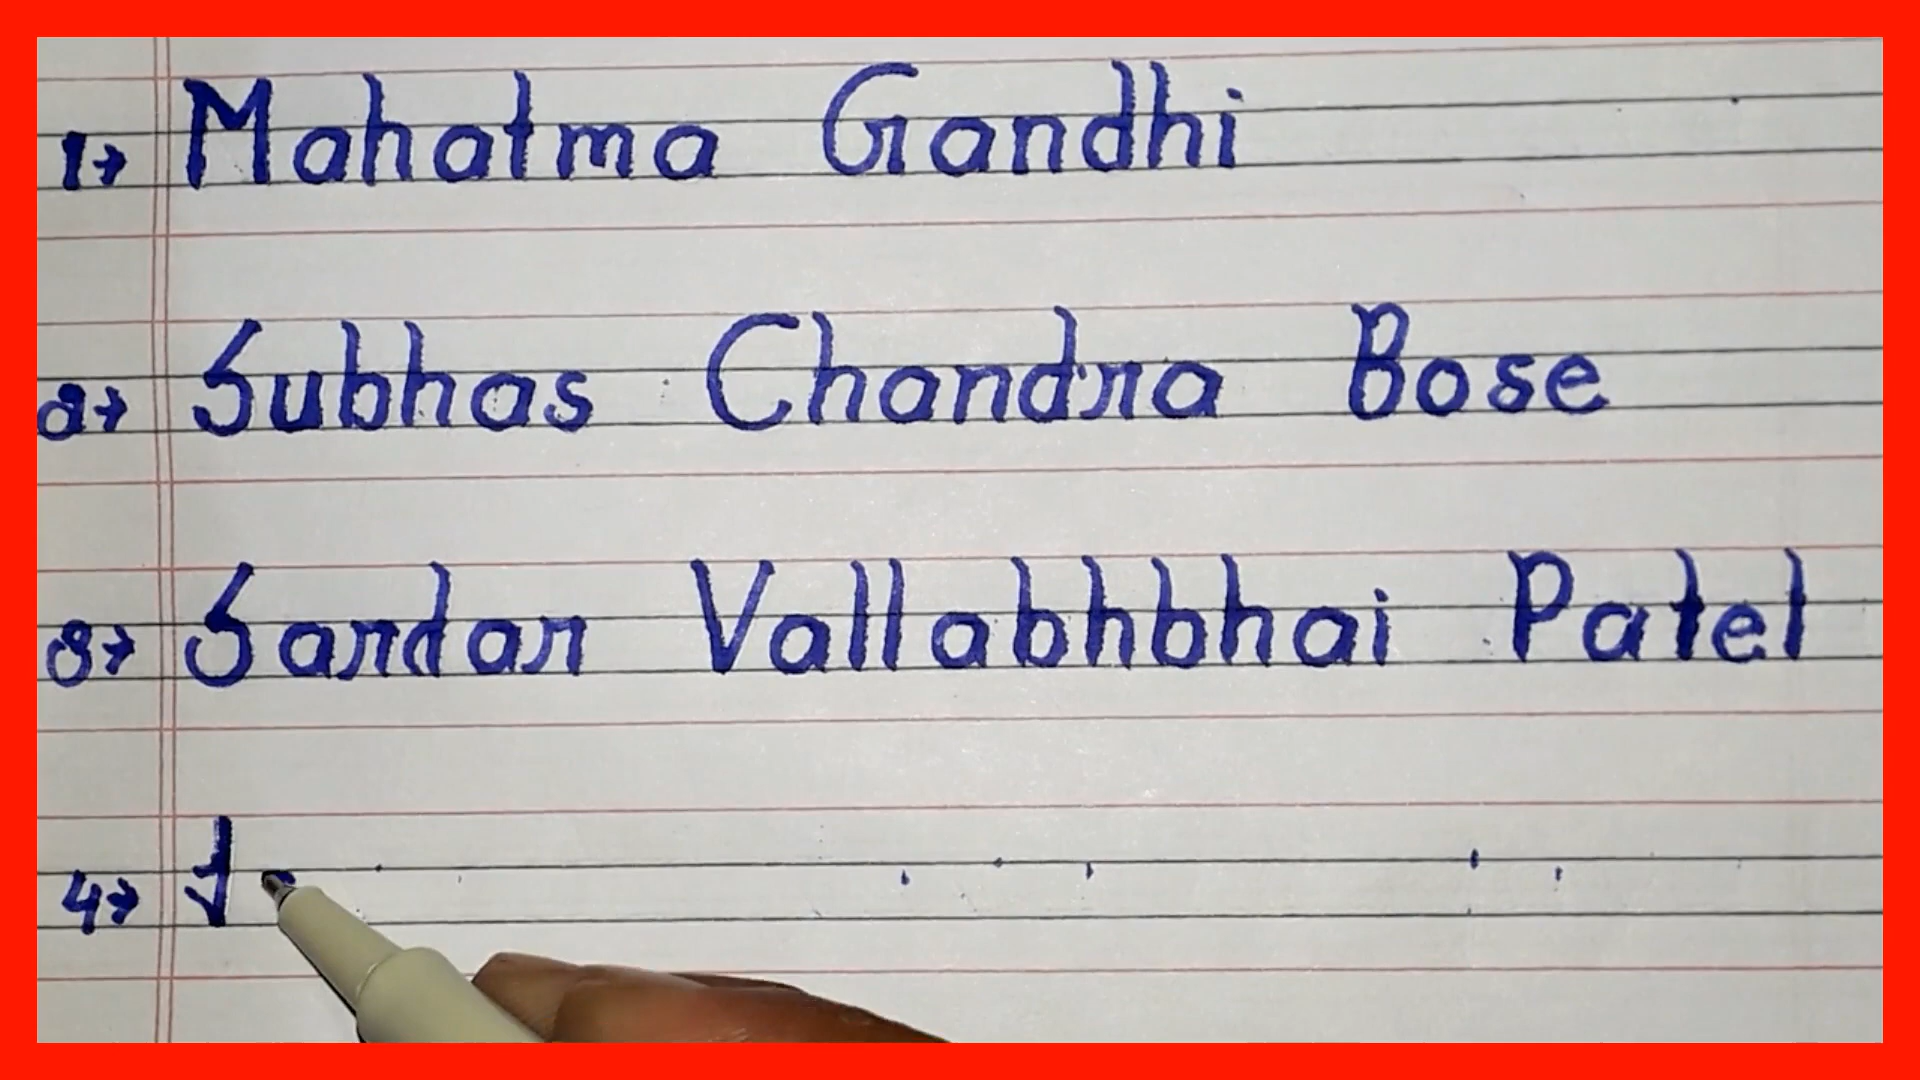 1→ Mahatma Gandhi
2→ Subhas Chandra Bose
3→ Sardar Vallabhbhai Patel
4→